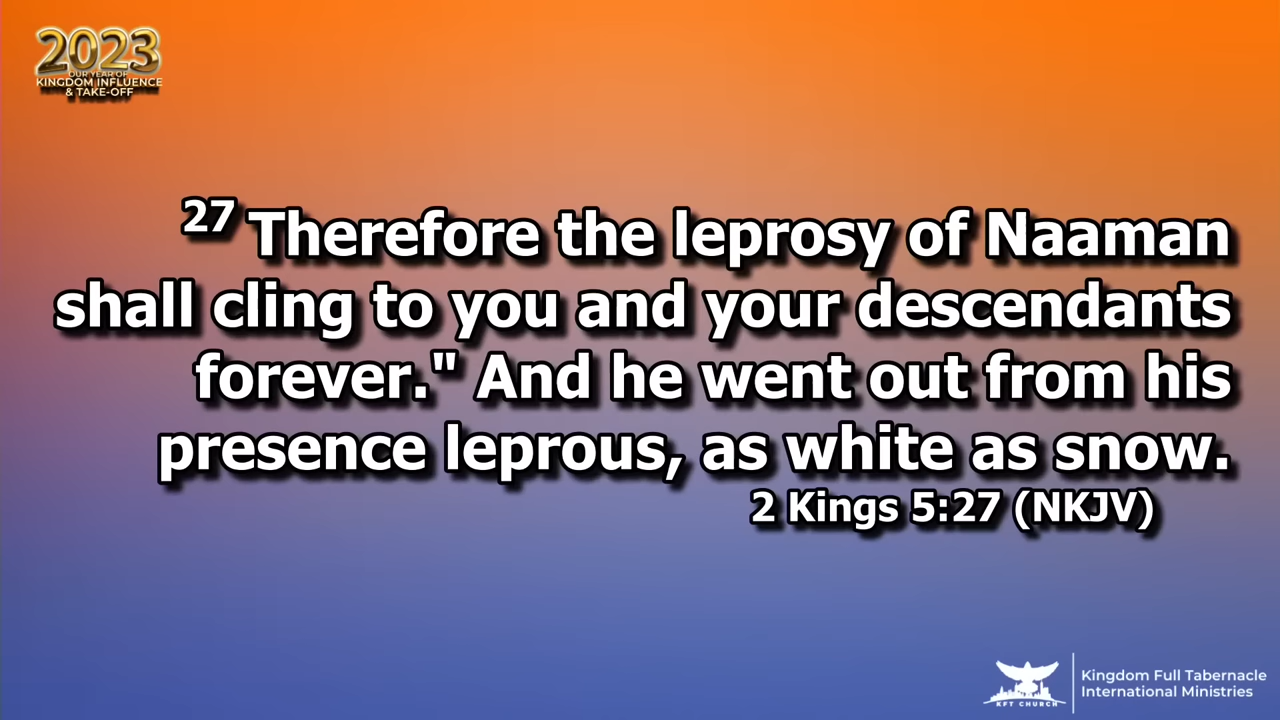 2023
OUR YEAR OF
KINGDOM INFLUENCE
& TAKE-OFF
27 Therefore the leprosy of Naaman
shall cling to you and your descendants
forever." And he went out from his
presence leprous, as white as snow.
2 Kings 5:27 (NKJV)
KFT CHURCH
Kingdom Full Tabernacle
International Ministries